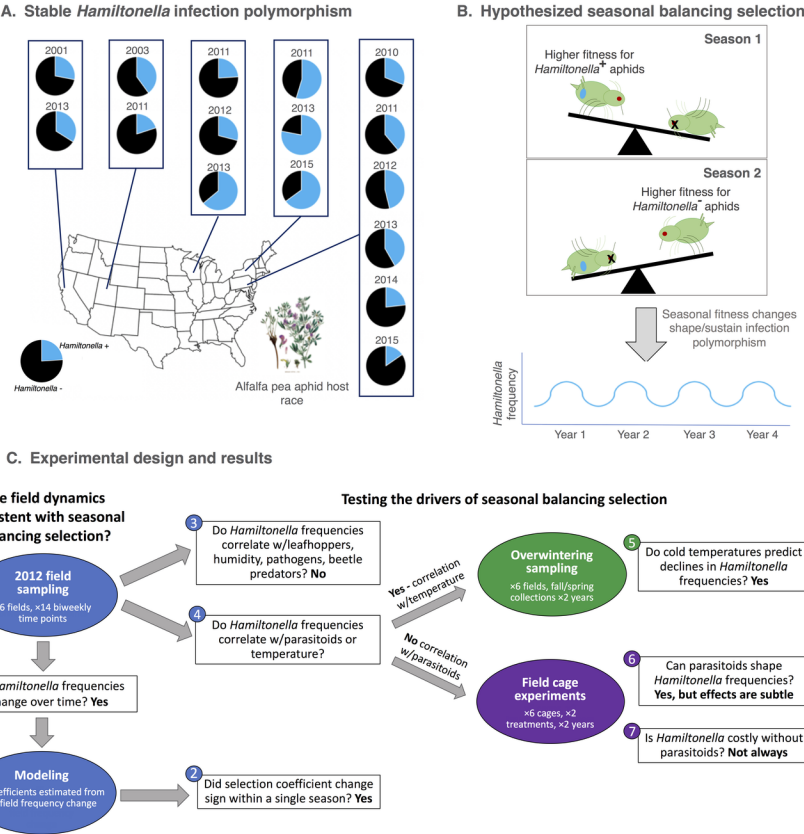 A. Stable Hamiltonella infection polymorphism
2001
2013
2003
2011
2011
2012
2013
2011
2013
2015
2010
2011
2012
2013
2014
2015
Hamiltonella +
Hamiltonella -
Alfalfa pea aphid host
race
B. Hypothesized seasonal balancing selection
Season 1
Higher fitness for
Hamiltonella+ aphids
X
Season 2
Higher fitness for
Hamiltonella- aphids
X
Seasonal fitness changes
shape/sustain infection
polymorphism
Hamiltonella
frequency
Year 1
Year 2
Year 3
Year 4
C. Experimental design and results
e field dynamics
stent with seasonal
ancing selection?
Testing the drivers of seasonal balancing selection
2012 field
sampling
6 fields, ×14 biweekly
time points
amiltonella frequencies
ange over time? Yes
Modeling
efficients estimated from
field frequency change
2
Did selection coefficient change
sign within a single season? Yes
3
Do Hamiltonella frequencies
correlate w/leafhoppers,
humidity, pathogens, beetle
predators? No
4
Do Hamiltonella frequencies
correlate w/parasitoids or
temperature?
Yes - correlation
w/temperature
No correlation
w/parasitoids
Overwintering
sampling
×6 fields, fall/spring
collections ×2 years
5
Do cold temperatures predict
declines in Hamiltonella
frequencies? Yes
Field cage
experiments
×6 cages, ×2
treatments, ×2 years
6
Can parasitoids shape
Hamiltonella frequencies?
Yes, but effects are subtle
7
Is Hamiltonella costly without
parasitoids? Not always